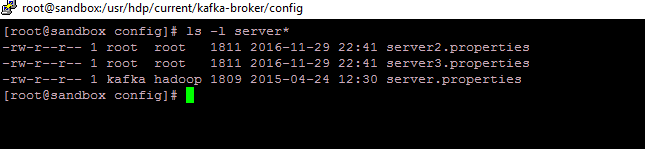 root@sandbox:/usr/hdp/current/kafka-broker/config
[root@sandbox config]# ls -l server*
-rw-r--r-- 1 root  root   1811 2016-11-29 22:41 server2.properties
-rw-r--r-- 1 root  root   1811 2016-11-29 22:41 server3.properties
-rw-r--r-- 1 kafka hadoop 1809 2015-04-24 12:30 server.properties
[root@sandbox config]#